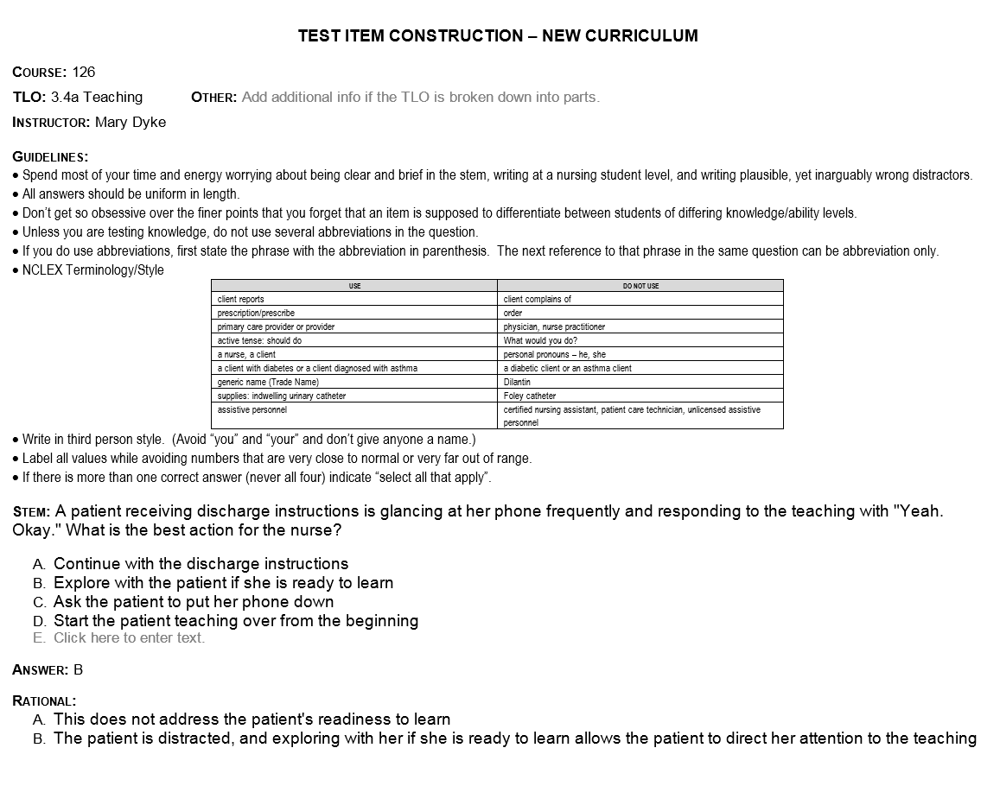 TEST ITEM CONSTRUCTION – NEW CURRICULUM
COURSE: 126
TLO: 3.4a Teaching OTHER: Add additional info if the TLO is broken down into parts.
INSTRUCTOR: Mary Dyke
GUIDELINES:
• Spend most of your time and energy worrying about being clear and brief in the stem, writing at a nursing student level, and writing plausible, yet inarguably wrong distractors.
• All answers should be uniform in length.
• Don't get so obsessive over the finer points that you forget that an item is supposed to differentiate between students of differing knowledge/ability levels.
• Unless you are testing knowledge, do not use several abbreviations in the question.
• If you do use abbreviations, first state the phrase with the abbreviation in parenthesis. The next reference to that phrase in the same question can be abbreviation only.
• NCLEX Terminology/Style
USE DO NOT USE
client reports client complains of
prescription/prescribe order
primary care provider or provider physician, nurse practitioner
active tense: should do What would you do?
a nurse, a client personal pronouns – he, she
a client with diabetes or a client diagnosed with asthma a diabetic client or an asthma client
generic name (Trade Name) Dilantin
supplies: indwelling urinary catheter Foley catheter
assistive personnel certified nursing assistant, patient care technician, unlicensed assistive
personnel
• Write in third person style. (Avoid “you” and “your” and don't give anyone a name.)
• Label all values while avoiding numbers that are very close to normal or very far out of range.
• If there is more than one correct answer (never all four) indicate “select all that apply”.
STEM: A patient receiving discharge instructions is glancing at her phone frequently and responding to the teaching with "Yeah.
Okay." What is the best action for the nurse?
A. Continue with the discharge instructions
B. Explore with the patient if she is ready to learn
C. Ask the patient to put her phone down
D. Start the patient teaching over from the beginning
E. Click here to enter text.
ANSWER: B
RATIONAL:
A. This does not address the patient's readiness to learn
B. The patient is distracted, and exploring with her if she is ready to learn allows the patient to direct her attention to the teaching